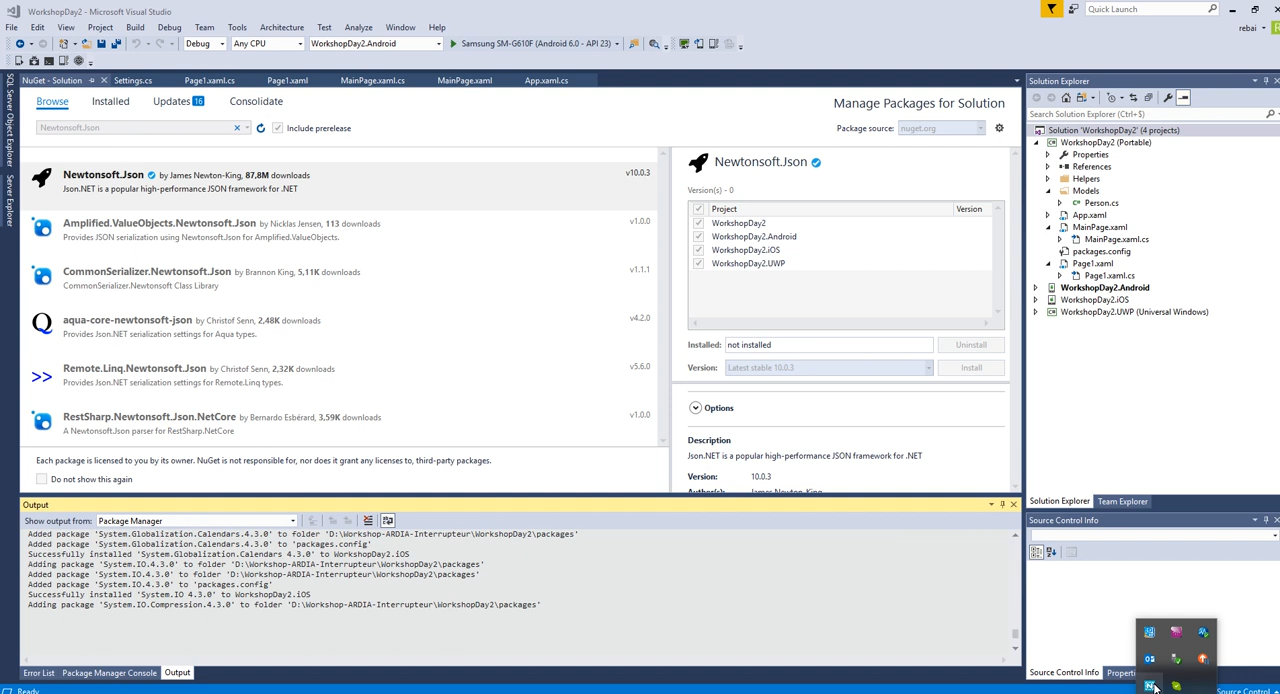 WorkshopDay2 - Microsoft Visual Studio
Quick Launch (Ctrl+Q)
File Edit View Project Build Debug Team Tools Architecture Test Analyze Window Help
rebai
Debug Any CPU WorkshopDay2.Android Samsung SM-G610F (Android 6.0 - API 23)
SQL Server Object Explorer
Server Explorer
NuGet - Solution Settings.cs Page1.xaml.cs Page1.xaml MainPage.xaml.cs MainPage.xaml App.xaml.cs
Browse Installed Updates 16 Consolidate
Manage Packages for Solution
Newtonsoft.Json
Include prerelease
Package source: nuget.org
Newtonsoft.Json by James Newton-King, 87,8M downloads
v10.0.3
Json.NET is a popular high-performance JSON framework for .NET
Amplified.ValueObjects.Newtonsoft.Json by Nicklas Jensen, 113 downloads
v1.0.0
Provides JSON serialization using Newtonsoft.Json for Amplified.ValueObjects.
CommonSerializer.Newtonsoft.Json by Brannon King, 5,11K downloads
v1.1.1
CommonSerializer.Newtonsoft Class Library
aqua-core-newtonsoft-json by Christof Senn, 2,48K downloads
v4.2.0
Provides Json.NET serialization settings for Aqua types.
Remote.Linq.Newtonsoft.Json by Christof Senn, 2,32K downloads
v5.6.0
Provides Json.NET serialization settings for Remote.Linq types.
RestSharp.Newtonsoft.Json.NetCore by Bernardo Esbérard, 3,59K downloads
v1.0.0
A Newtonsoft.Json parser for RestSharp.NetCore
Each package is licensed to you by its owner. NuGet is not responsible for, nor does it grant any licenses to, third-party packages.
Do not show this again
Newtonsoft.Json
Version(s) - 0
Project Version
WorkshopDay2
WorkshopDay2.Android
WorkshopDay2.iOS
WorkshopDay2.UWP
Installed: not installed Uninstall
Version: Latest stable 10.0.3 Install
Options
Description
Json.NET is a popular high-performance JSON framework for .NET
Version: 10.0.3
Author(s): James Newton-King
Solution Explorer
Search Solution Explorer (Ctrl+$)
Solution 'WorkshopDay2' (4 projects)
WorkshopDay2 (Portable)
Properties
References
Helpers
Models
Person.cs
App.xaml
MainPage.xaml
MainPage.xaml.cs
packages.config
Page1.xaml
Page1.xaml.cs
WorkshopDay2.Android
WorkshopDay2.iOS
WorkshopDay2.UWP (Universal Windows)
Solution Explorer Team Explorer
Source Control Info
Source Control Info Properti
Output
Show output from: Package Manager
Added package 'System.Globalization.Calendars.4.3.0' to folder 'D:\Workshop-ARDIA-Interrupteur\WorkshopDay2\packages'
Added package 'System.Globalization.Calendars.4.3.0' to 'packages.config'
Successfully installed 'System.Globalization.Calendars 4.3.0' to WorkshopDay2.iOS
Adding package 'System.IO.4.3.0' to folder 'D:\Workshop-ARDIA-Interrupteur\WorkshopDay2\packages'
Added package 'System.IO.4.3.0' to folder 'D:\Workshop-ARDIA-Interrupteur\WorkshopDay2\packages'
Added package 'System.IO.4.3.0' to 'packages.config'
Successfully installed 'System.IO 4.3.0' to WorkshopDay2.iOS
Adding package 'System.IO.Compression.4.3.0' to folder 'D:\Workshop-ARDIA-Interrupteur\WorkshopDay2\packages'
Error List Package Manager Console Output
Ready
Source Control